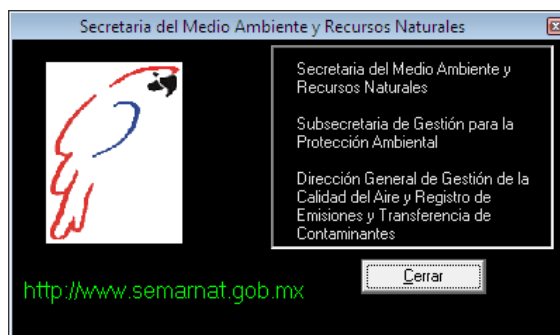 Secretaria del Medio Ambiente y Recursos Naturales
Secretaria del Medio Ambiente y
Recursos Naturales
Subsecretaria de Gestión para la
Protección Ambiental
Dirección General de Gestión de la
Calidad del Aire y Registro de
Emisiones y Transferencia de
Contaminantes
Cerrar
http://www.semarnat.gob.mx